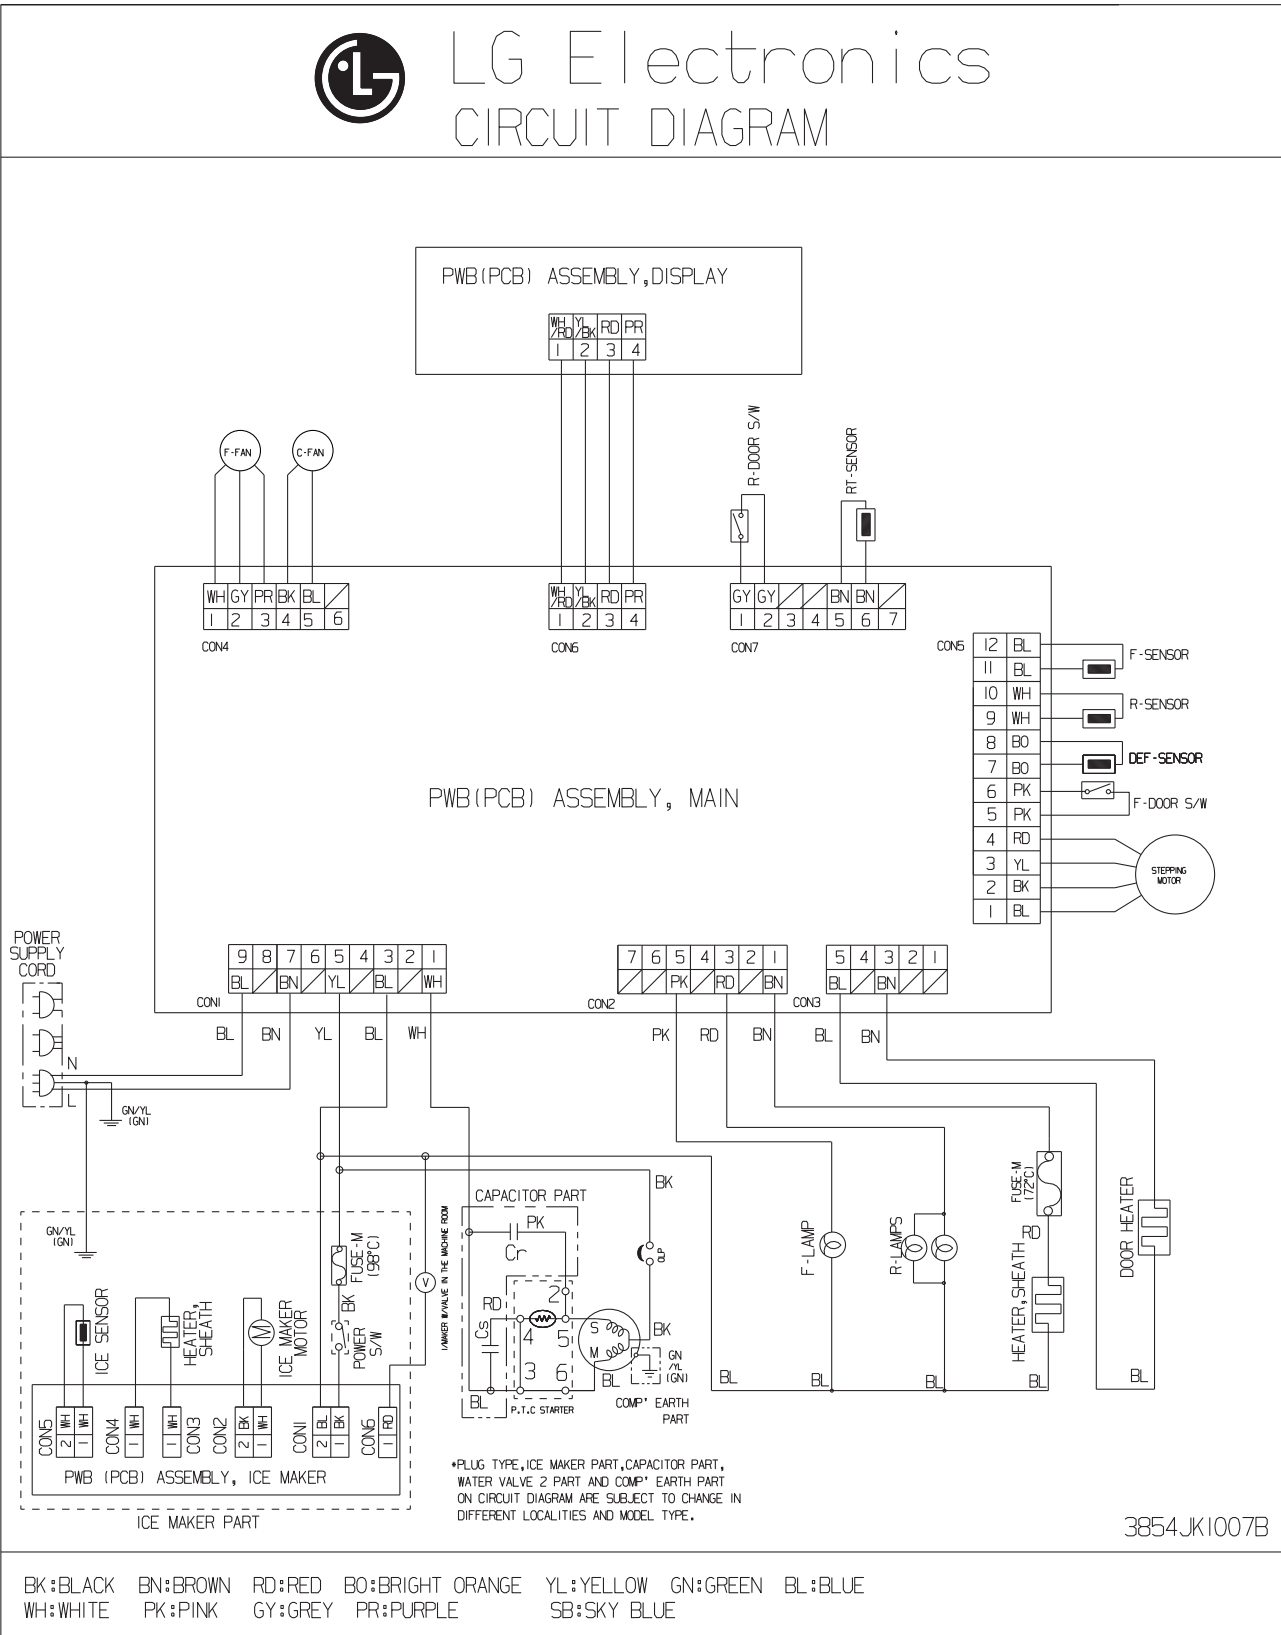 LG Electronics
CIRCUIT DIAGRAM
PWB(PCB) ASSEMBLY,DISPLAY
WH/RD YL/BK RD PR
1 2 3 4
F-FAN
C-FAN
R-DOOR S/W
RT-SENSOR
WH GY PR BK BL
1 2 3 4 5 6
CON4
WH/RD YL/BK RD PR
1 2 3 4
CON6
GY GY BN BN
1 2 3 4 5 6 7
CON7
CON5
12 BL
11 BL
10 WH
9 WH
8 BO
7 BO
6 PK
5 PK
4 RD
3 YL
2 BK
1 BL
F-SENSOR
R-SENSOR
DEF-SENSOR
F-DOOR S/W
STEPPING
MOTOR
PWB(PCB) ASSEMBLY, MAIN
POWER
SUPPLY
CORD
N
L
GN/YL
(GN)
9 8 7 6 5 4 3 2 1
BL BN YL BL WH
CON1
BL BN YL BL WH
7 6 5 4 3 2 1
PK RD BN
CON2
PK RD BN
5 4 3 2 1
BL BN
CON3
BL BN
GN/YL
(GN)
FUSE-M
(98°C)
BK
POWER
S/W
V
I/MAKER W/VALVE IN THE MACHINE ROOM
CAPACITOR PART
PK
Cr
RD
Cs
2
4 5
3 6
BL
P.T.C STARTER
S
M
BL
BK
OLP
BK
GN
/YL
(GN)
COMP' EARTH
PART
F-LAMP
R-LAMPS
FUSE-M
(72°C)
RD
HEATER,SHEATH
DOOR HEATER
BL BL BL BL BL
ICE SENSOR
HEATER,
SHEATH
M
ICE MAKER
MOTOR
CON5 2 WH 1 WH
CON4 1 WH
1 WH CON3
CON2 2 BK 1 WH
CON1 2 BL 1 BK
CON6 1 RD
PWB (PCB) ASSEMBLY, ICE MAKER
ICE MAKER PART
*PLUG TYPE,ICE MAKER PART,CAPACITOR PART,
WATER VALVE 2 PART AND COMP' EARTH PART
ON CIRCUIT DIAGRAM ARE SUBJECT TO CHANGE IN
DIFFERENT LOCALITIES AND MODEL TYPE.
3854JK1007B
BK:BLACK BN:BROWN RD:RED BO:BRIGHT ORANGE YL:YELLOW GN:GREEN BL:BLUE
WH:WHITE PK:PINK GY:GREY PR:PURPLE SB:SKY BLUE